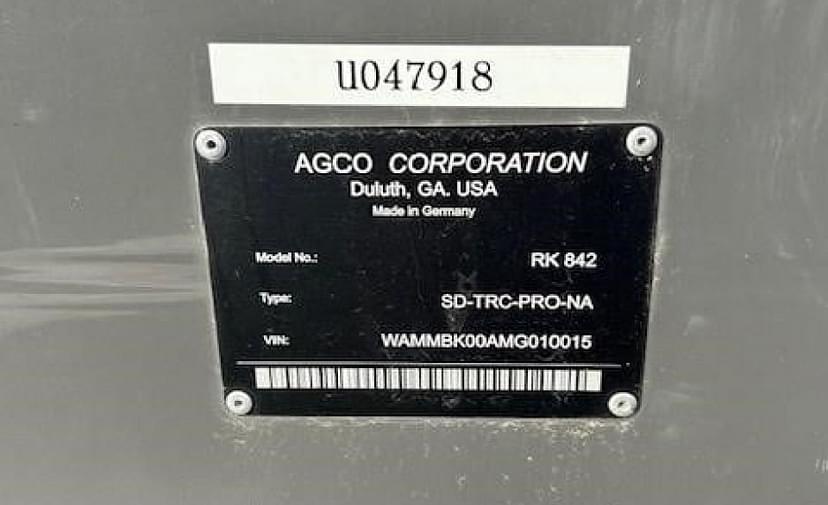 U047918
AGCO CORPORATION
Duluth, GA. USA
Made in Germany
Model No.: RK 842
Type: SD-TRC-PRO-NA
VIN: WAMMBK00AMG010015